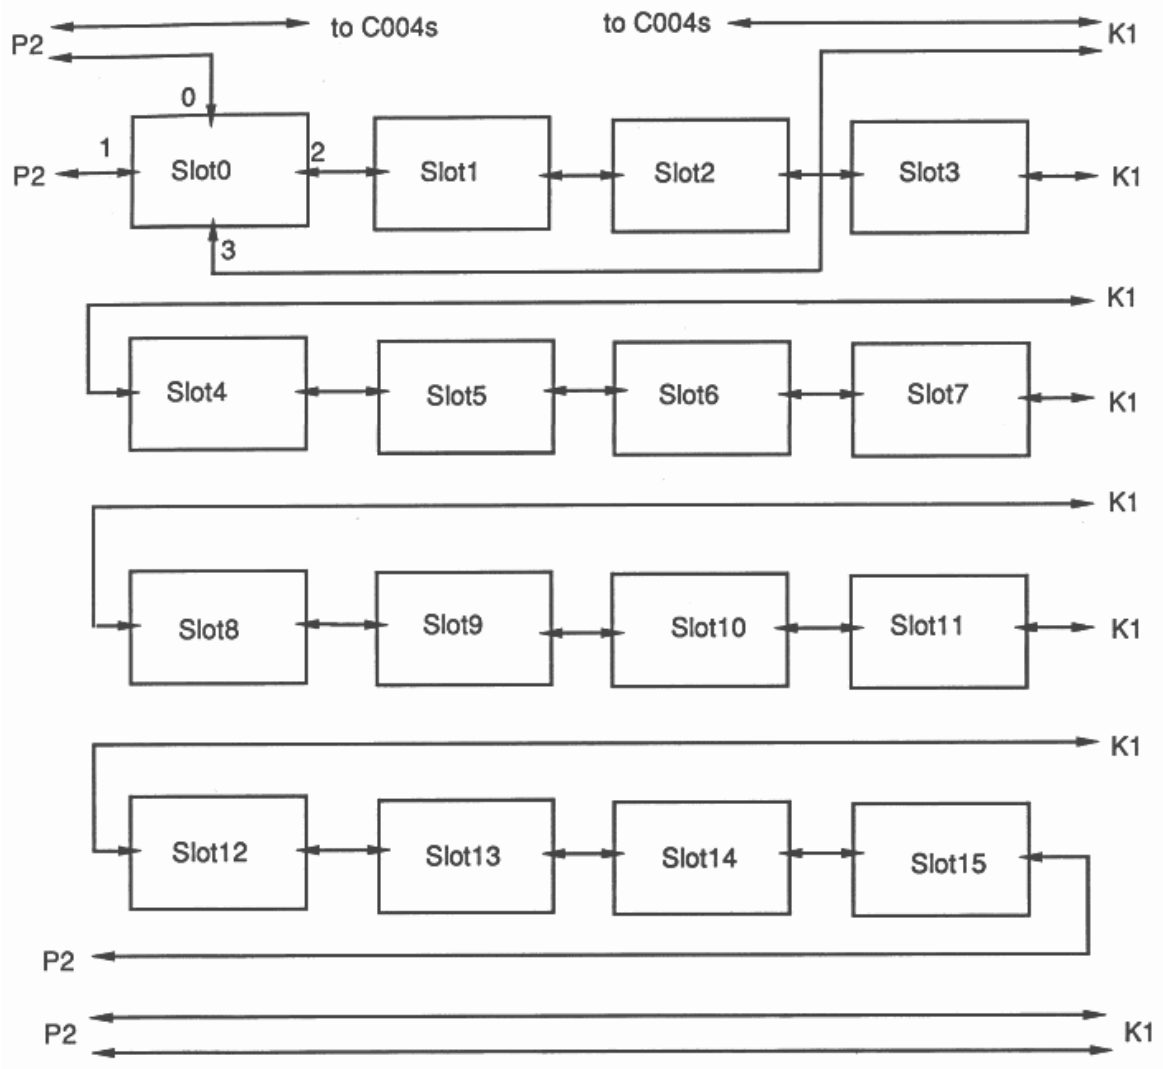 to C004s to C004s
P2 K1
0
1 2
P2 Slot0 Slot1 Slot2 Slot3 K1
3
K1
Slot4 Slot5 Slot6 Slot7 K1
K1
Slot8 Slot9 Slot10 Slot11 K1
K1
Slot12 Slot13 Slot14 Slot15
P2
P2 K1